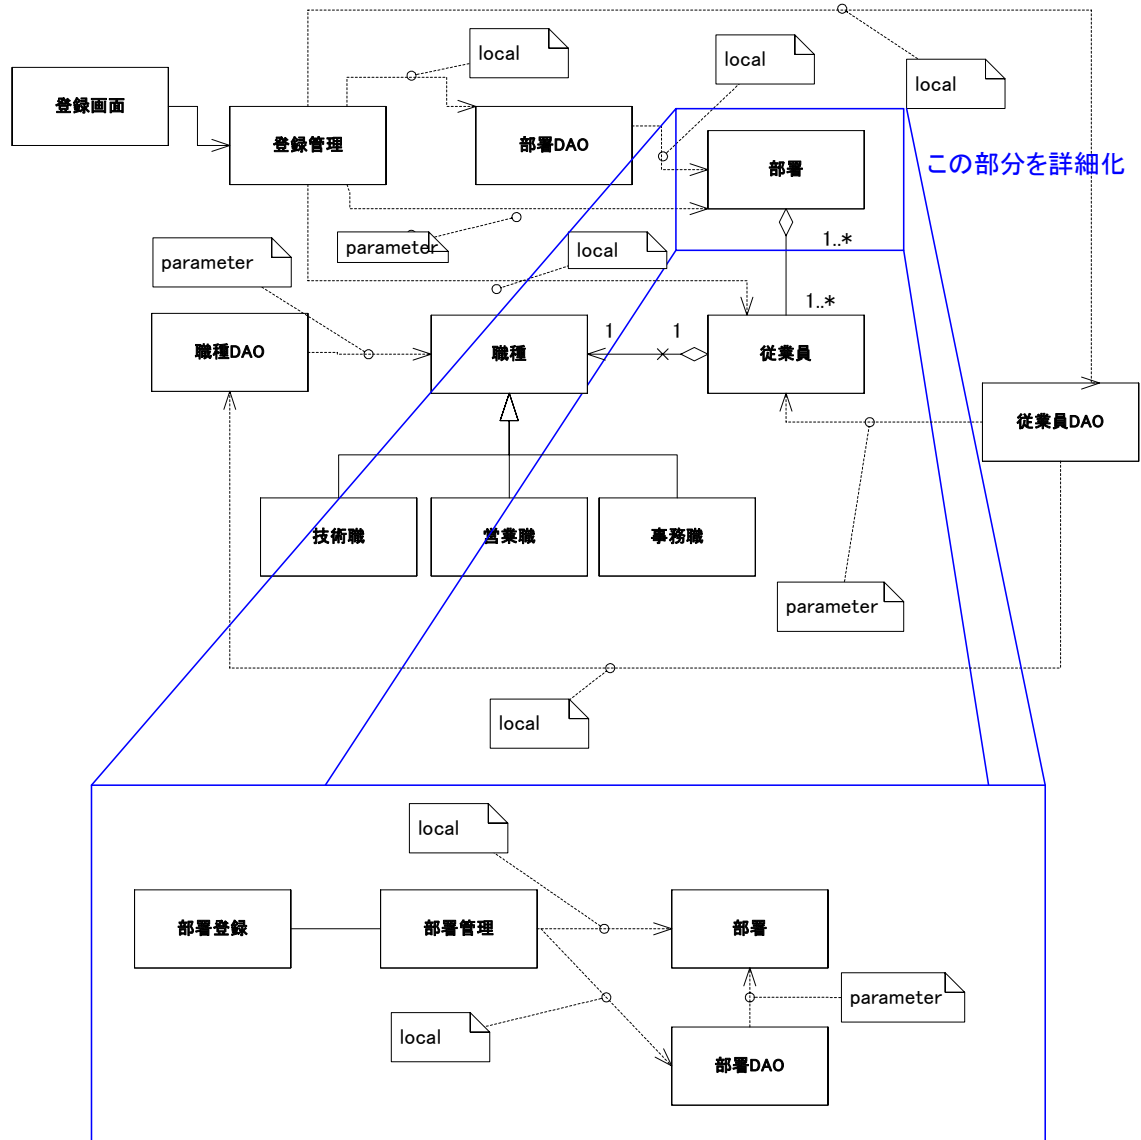 local
local
local
登録画面
登録管理
部署DAO
部署
この部分を詳細化
parameter
parameter
local
1..*
1..*
職種DAO
職種
1
1
従業員
従業員DAO
技術職
営業職
事務職
parameter
local
local
部署登録
部署管理
部署
parameter
local
部署DAO